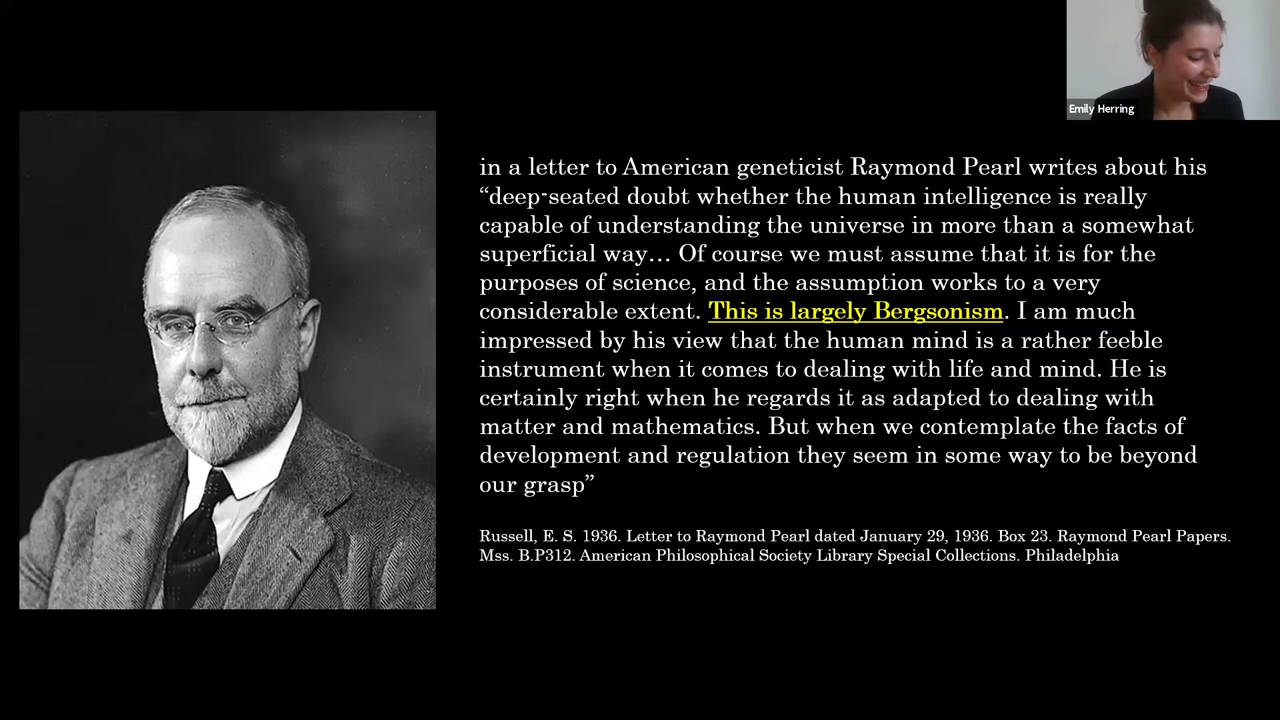 Emily Herring
in a letter to American geneticist Raymond Pearl writes about his
“deep-seated doubt whether the human intelligence is really
capable of understanding the universe in more than a somewhat
superficial way… Of course we must assume that it is for the
purposes of science, and the assumption works to a very
considerable extent. This is largely Bergsonism. I am much
impressed by his view that the human mind is a rather feeble
instrument when it comes to dealing with life and mind. He is
certainly right when he regards it as adapted to dealing with
matter and mathematics. But when we contemplate the facts of
development and regulation they seem in some way to be beyond
our grasp”
Russell, E. S. 1936. Letter to Raymond Pearl dated January 29, 1936. Box 23. Raymond Pearl Papers.
Mss. B.P312. American Philosophical Society Library Special Collections. Philadelphia